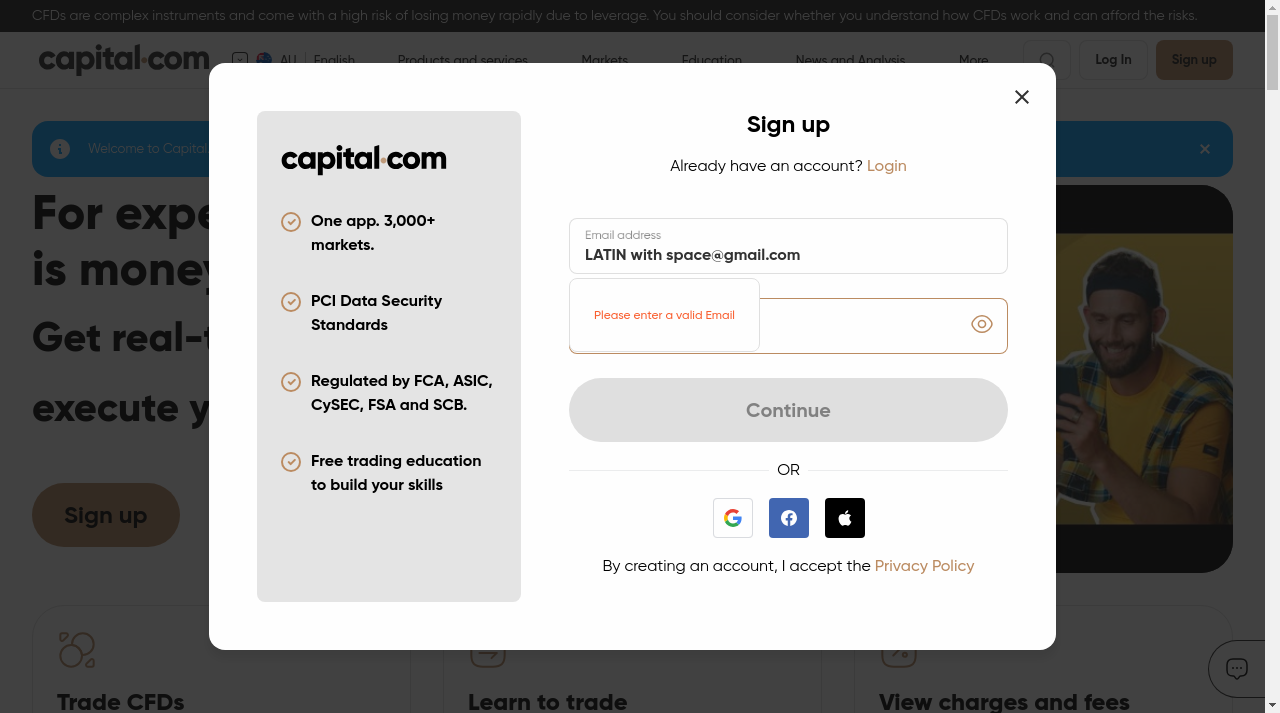 CFDs are complex instruments and come with a high risk of losing money rapidly due to leverage. You should consider whether you understand how CFDs work and can afford the risks.
capital.com AU English Products and services Markets Education News and Analysis More Log In Sign up
Welcome to Capital
For expe
is money
Get real-t
execute y
Sign up
capital.com
One app. 3,000+
markets.
PCI Data Security
Standards
Regulated by FCA, ASIC,
CySEC, FSA and SCB.
Free trading education
to build your skills
Sign up
Already have an account? Login
Email address
LATIN with space@gmail.com
Please enter a valid Email
Continue
OR
By creating an account, I accept the Privacy Policy
Trade CFDs
Learn to trade
View charges and fees